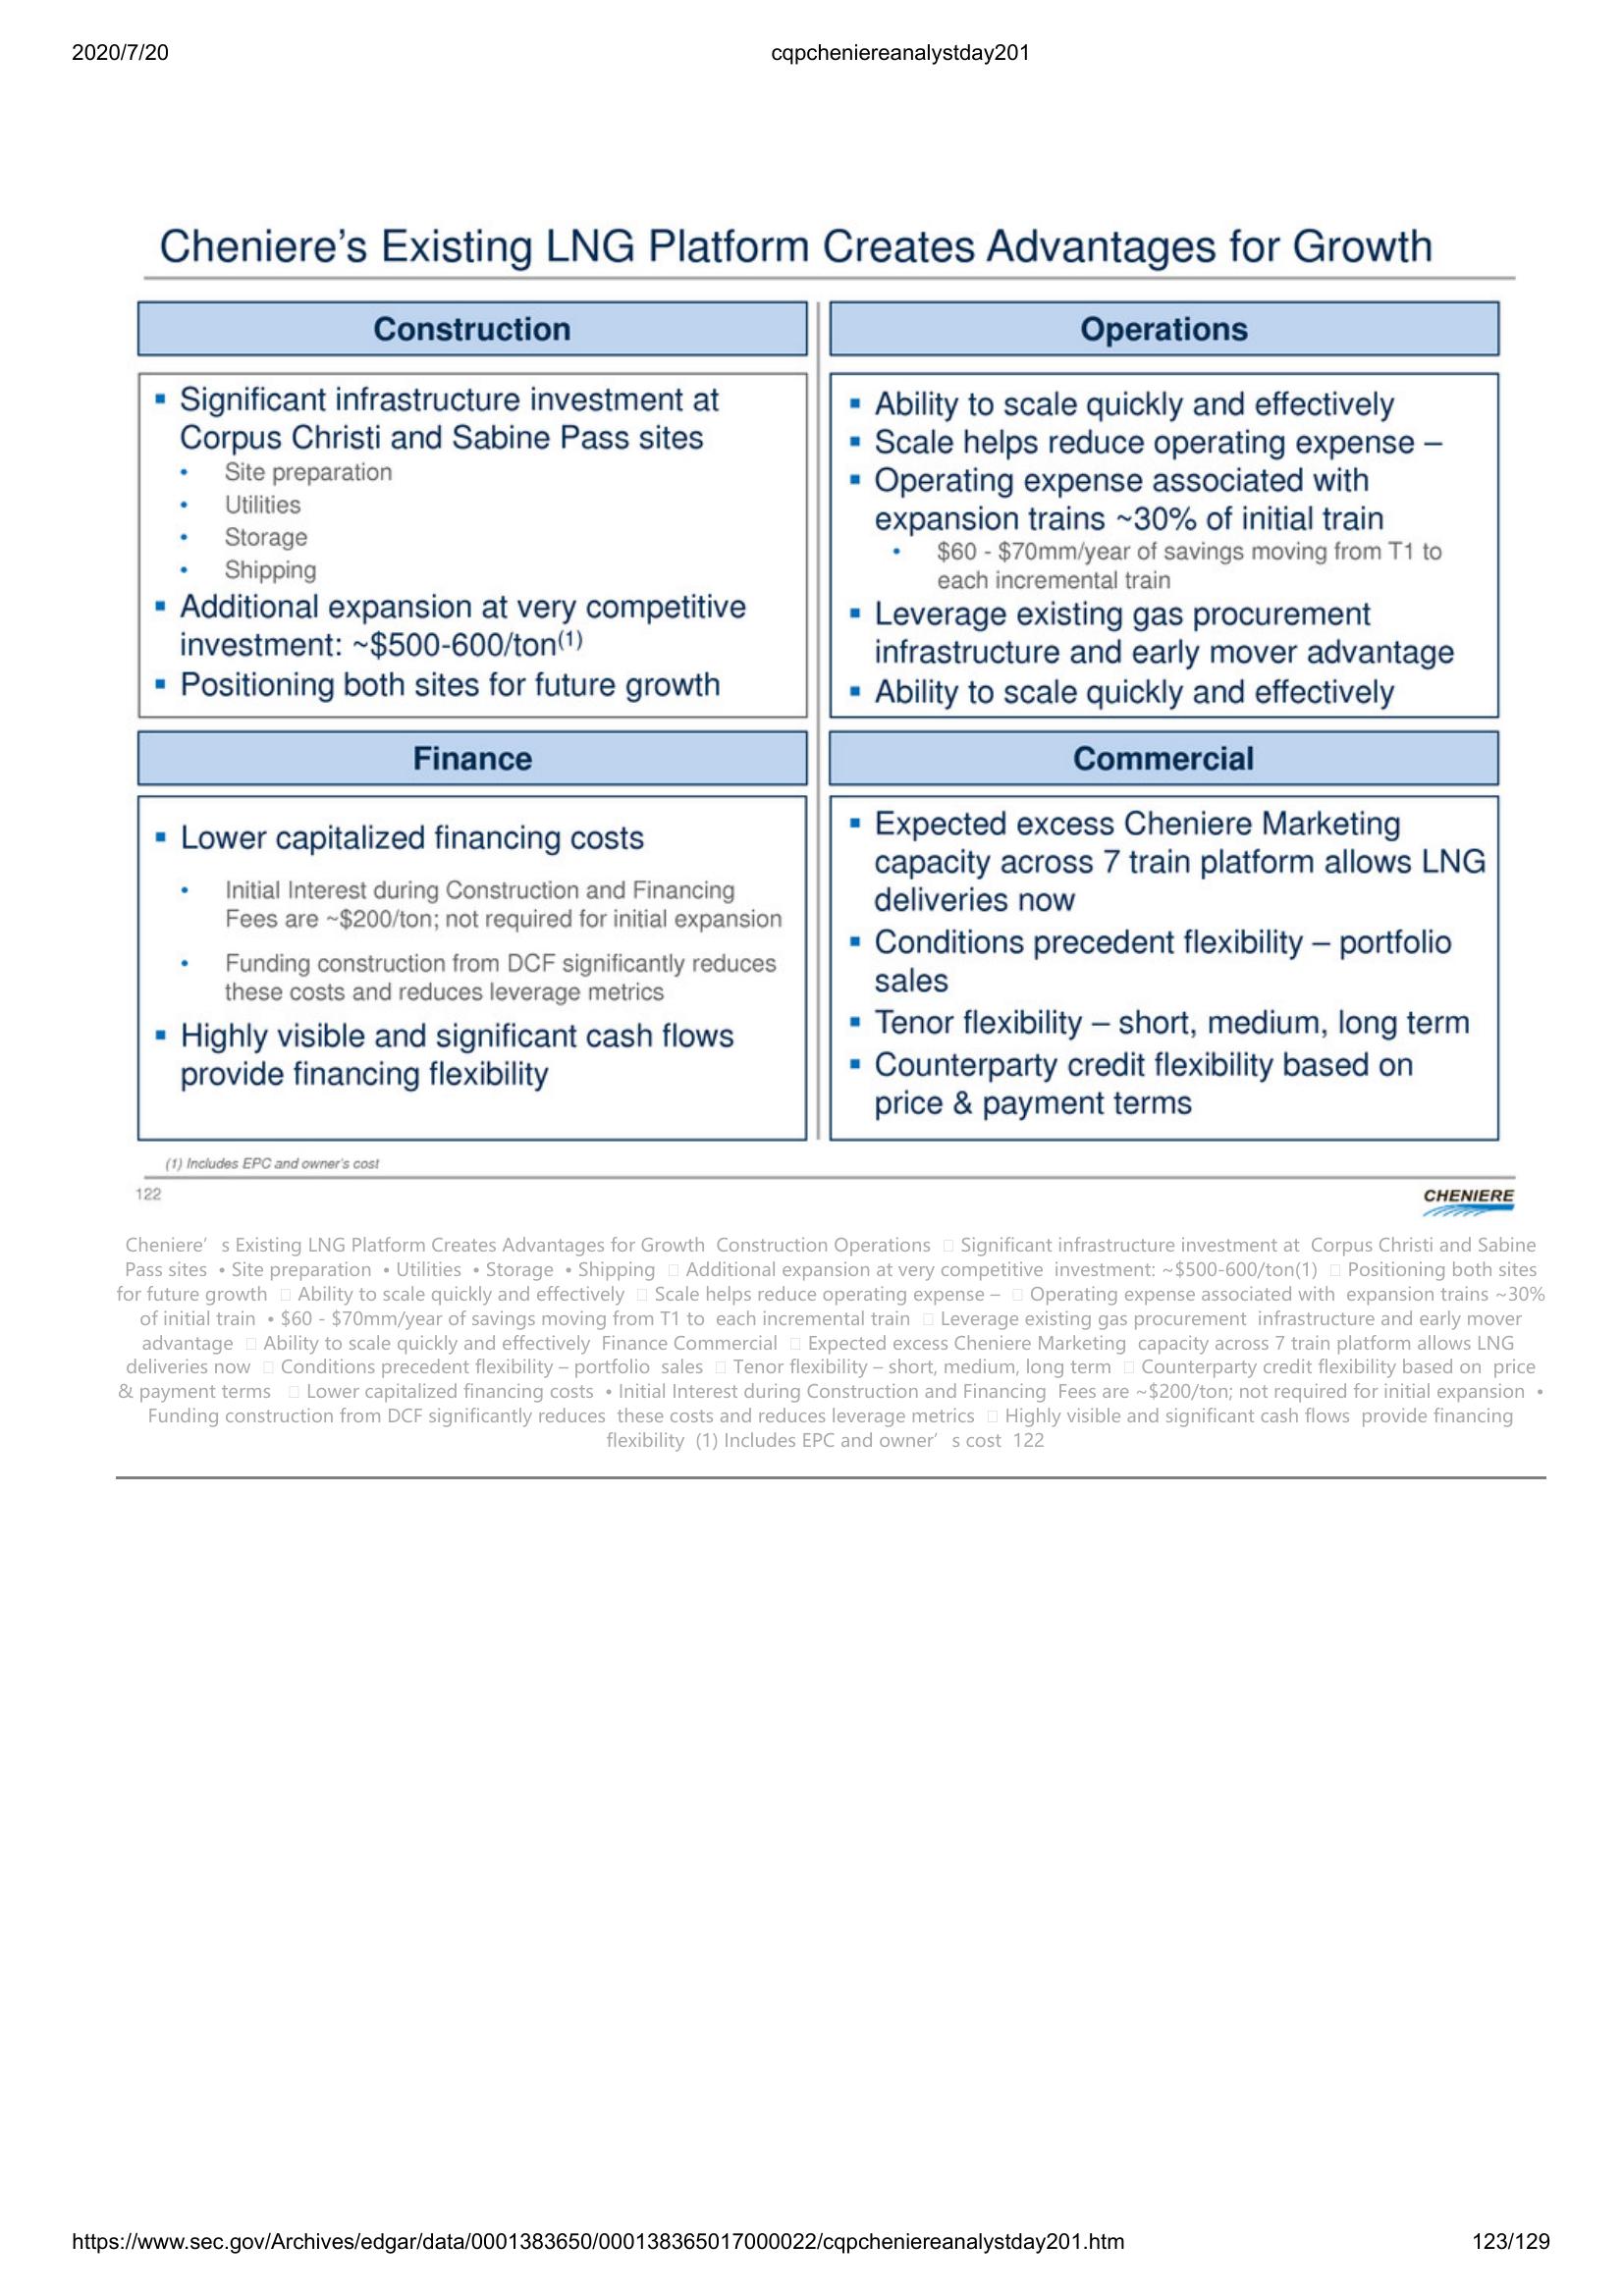 2020/7/20 cqpcheniereanalystday201
Cheniere's Existing LNG Platform Creates Advantages for Growth
Construction
▪ Significant infrastructure investment at
Corpus Christi and Sabine Pass sites
• Site preparation
• Utilities
• Storage
• Shipping
▪ Additional expansion at very competitive
investment: ~$500-600/ton(1)
▪ Positioning both sites for future growth
Operations
▪ Ability to scale quickly and effectively
▪ Scale helps reduce operating expense –
▪ Operating expense associated with
expansion trains ~30% of initial train
• $60 - $70mm/year of savings moving from T1 to
each incremental train
▪ Leverage existing gas procurement
infrastructure and early mover advantage
▪ Ability to scale quickly and effectively
Finance
▪ Lower capitalized financing costs
• Initial Interest during Construction and Financing
Fees are ~$200/ton; not required for initial expansion
• Funding construction from DCF significantly reduces
these costs and reduces leverage metrics
▪ Highly visible and significant cash flows
provide financing flexibility
Commercial
▪ Expected excess Cheniere Marketing
capacity across 7 train platform allows LNG
deliveries now
▪ Conditions precedent flexibility – portfolio
sales
▪ Tenor flexibility – short, medium, long term
▪ Counterparty credit flexibility based on
price & payment terms
(1) Includes EPC and owner's cost
122
CHENIERE
Cheniere’ s Existing LNG Platform Creates Advantages for Growth Construction Operations □ Significant infrastructure investment at Corpus Christi and Sabine
Pass sites • Site preparation • Utilities • Storage • Shipping □ Additional expansion at very competitive investment: ~$500-600/ton(1) □ Positioning both sites
for future growth □ Ability to scale quickly and effectively □ Scale helps reduce operating expense – □ Operating expense associated with expansion trains ~30%
of initial train • $60 - $70mm/year of savings moving from T1 to each incremental train □ Leverage existing gas procurement infrastructure and early mover
advantage □ Ability to scale quickly and effectively Finance Commercial □ Expected excess Cheniere Marketing capacity across 7 train platform allows LNG
deliveries now □ Conditions precedent flexibility – portfolio sales □ Tenor flexibility – short, medium, long term □ Counterparty credit flexibility based on price
& payment terms □ Lower capitalized financing costs • Initial Interest during Construction and Financing Fees are ~$200/ton; not required for initial expansion •
Funding construction from DCF significantly reduces these costs and reduces leverage metrics □ Highly visible and significant cash flows provide financing
flexibility (1) Includes EPC and owner’ s cost 122
https://www.sec.gov/Archives/edgar/data/0001383650/000138365017000022/cqpcheniereanalystday201.htm 123/129